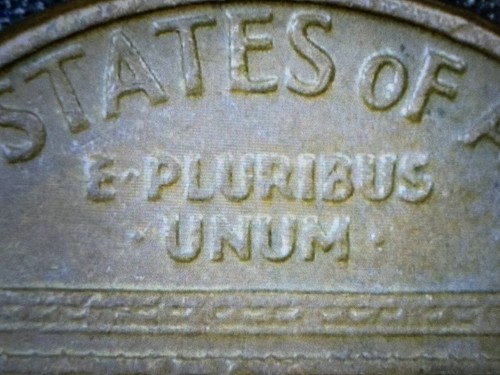 STATES OF A
E·PLURIBUS
·UNUM·